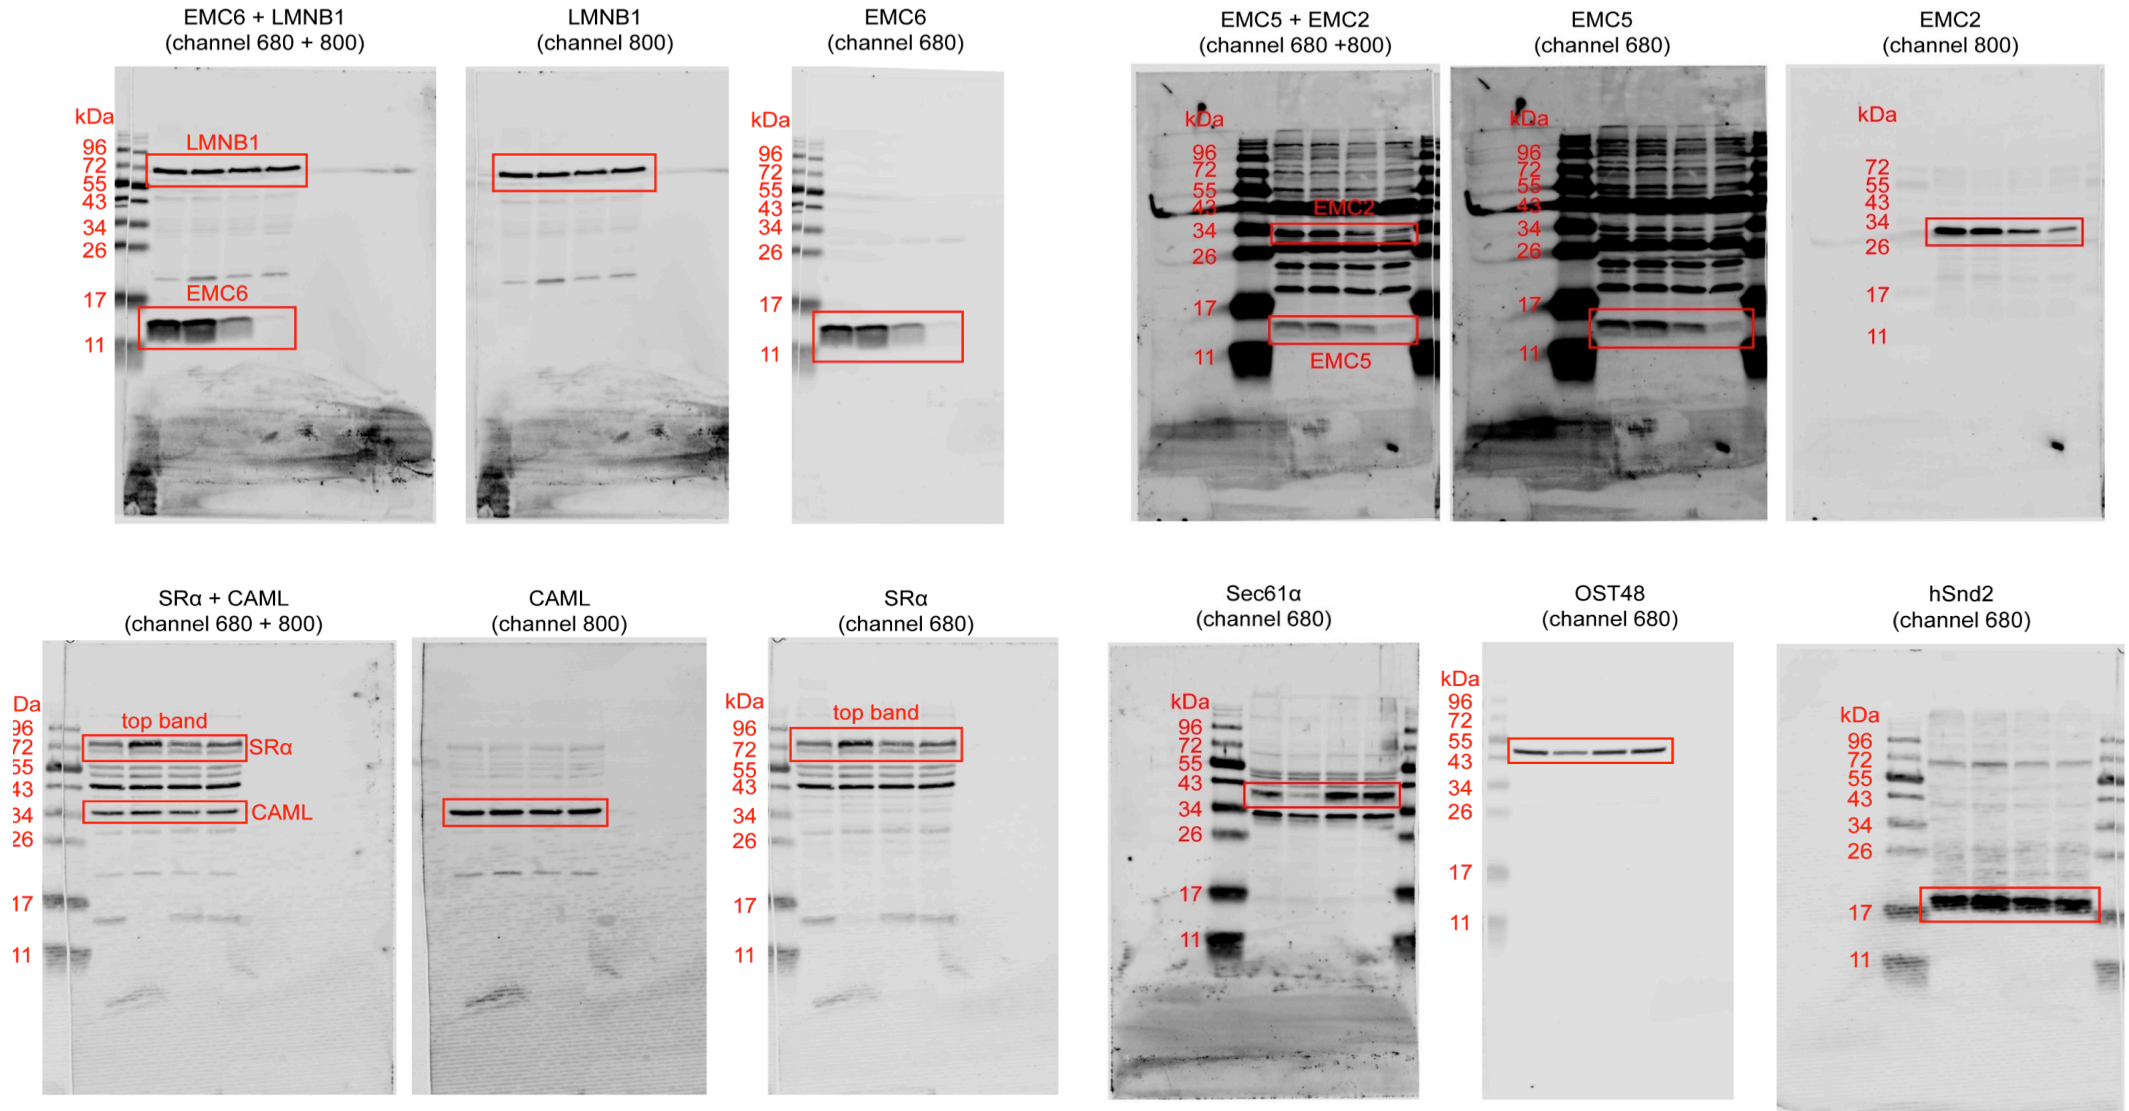 EMC6 + LMNB1
(channel 680 + 800)
kDa
96
72
55
43
34
26
17
11
LMNB1
EMC6
LMNB1
(channel 800)
EMC6
(channel 680)
kDa
96
72
55
43
34
26
17
11
EMC5 + EMC2
(channel 680 +800)
kDa
96
72
55
43
34
26
17
11
EMC2
EMC5
EMC5
(channel 680)
kDa
96
72
55
43
34
26
17
11
EMC2
(channel 800)
kDa
72
55
43
34
26
17
11
SRα + CAML
(channel 680 + 800)
Da
96
72
55
43
34
26
17
11
top band
SRα
CAML
CAML
(channel 800)
SRα
(channel 680)
kDa
96
72
55
43
34
26
17
11
top band
Sec61α
(channel 680)
kDa
96
72
55
43
34
26
17
11
OST48
(channel 680)
kDa
96
72
55
43
34
26
17
11
hSnd2
(channel 680)
kDa
96
72
55
43
34
26
17
11